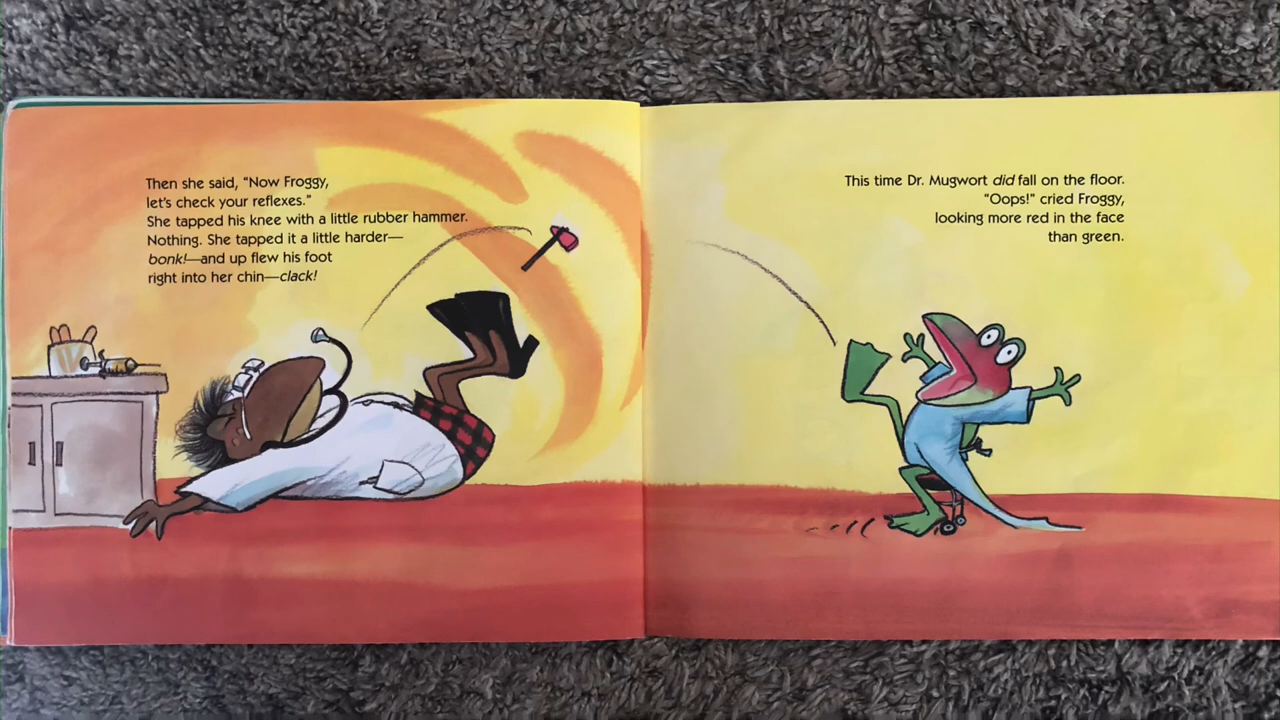 Then she said, “Now Froggy,
let’s check your reflexes.”
She tapped his knee with a little rubber hammer.
Nothing. She tapped it a little harder—
bonk!—and up flew his foot
right into her chin—clack!
This time Dr. Mugwort did fall on the floor.
“Oops!” cried Froggy,
looking more red in the face
than green.